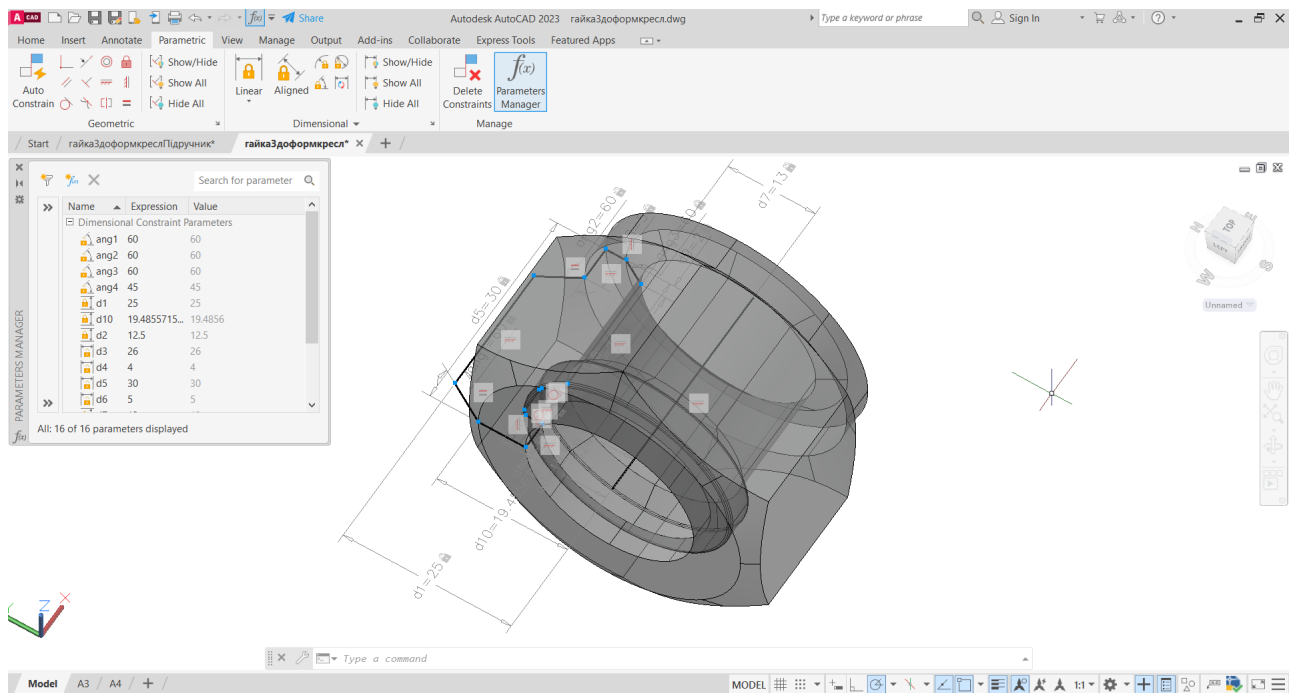 A CAD Share Autodesk AutoCAD 2023 гайка3доформкресл.dwg Type a keyword or phrase Sign In
Home Insert Annotate Parametric View Manage Output Add-ins Collaborate Express Tools Featured Apps
Auto Constrain
Show/Hide
Show All
Hide All
Geometric
Linear
Aligned
Show/Hide
Show All
Hide All
Dimensional
Delete Constraints
Parameters Manager
Manage
Start гайка3доформкреслПідручник* гайка3доформкресл*
PARAMETERS MANAGER
Search for parameter
Name Expression Value
Dimensional Constraint Parameters
ang1 60 60
ang2 60 60
ang3 60 60
ang4 45 45
d1 25 25
d10 19.4855715... 19.4856
d2 12.5 12.5
d3 26 26
d4 4 4
d5 30 30
d6 5 5
All: 16 of 16 parameters displayed
d7=13
ang2=60
d5=30
d10=19.4
d1=25
TOP
LEFT
N
E
S
W
Unnamed
Z
X
Type a command
Model A3 A4
MODEL 1:1